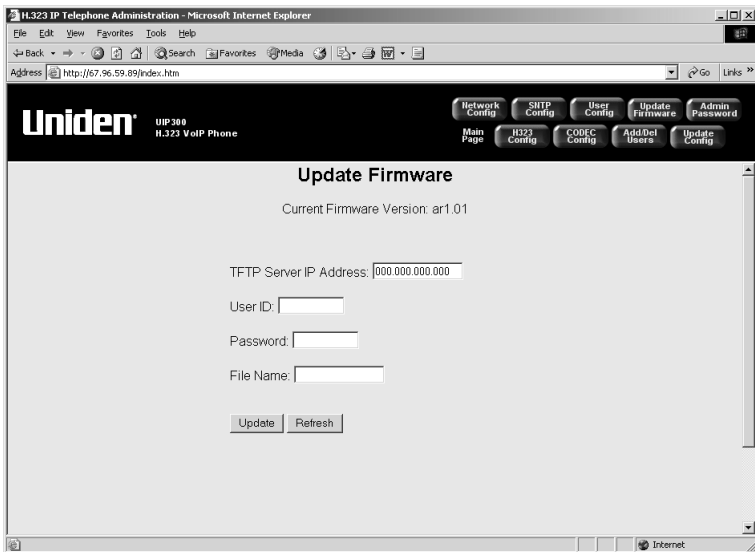 H.323 IP Telephone Administration - Microsoft Internet Explorer
File Edit View Favorites Tools Help
Back Search Favorites Media
Address http://67.96.59.89/index.htm Go Links »
Uniden UIP300
H.323 VoIP Phone
Network Config SNTP Config User Config Update Firmware Admin Password
Main Page H323 Config CODEC Config Add/Del Users Update Config
Update Firmware
Current Firmware Version: ar1.01
TFTP Server IP Address: 000.000.000.000
User ID:
Password:
File Name:
Update Refresh
Internet